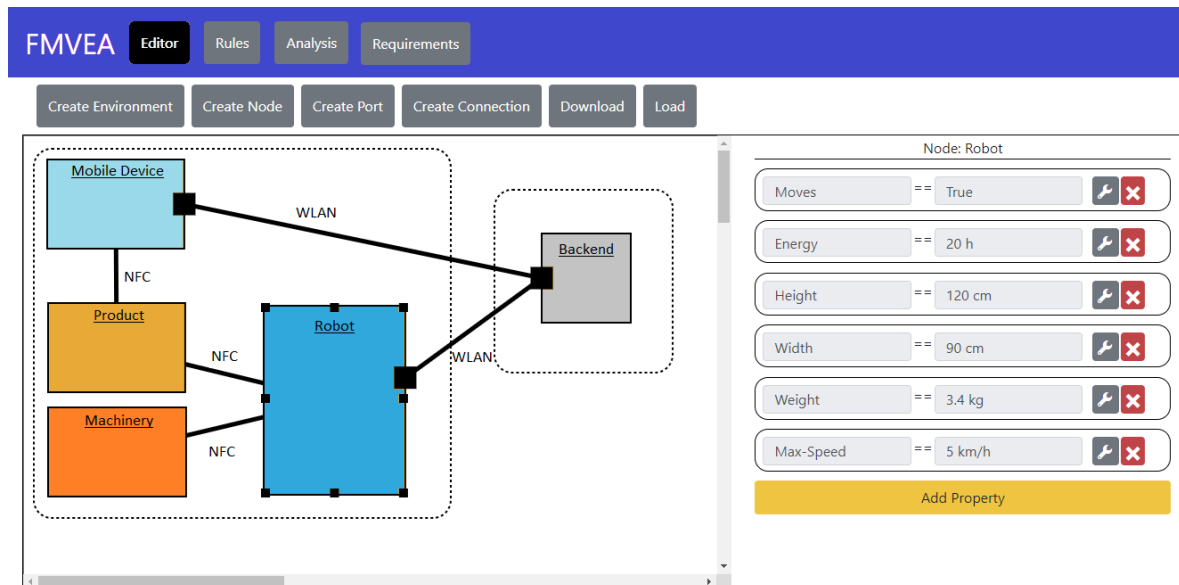 FMVEA Editor Rules Analysis Requirements
Create Environment Create Node Create Port Create Connection Download Load
Mobile Device
WLAN
NFC
Product
NFC
Machinery
NFC
Robot
WLAN
Backend
Node: Robot
Moves == True
Energy == 20 h
Height == 120 cm
Width == 90 cm
Weight == 3.4 kg
Max-Speed == 5 km/h
Add Property